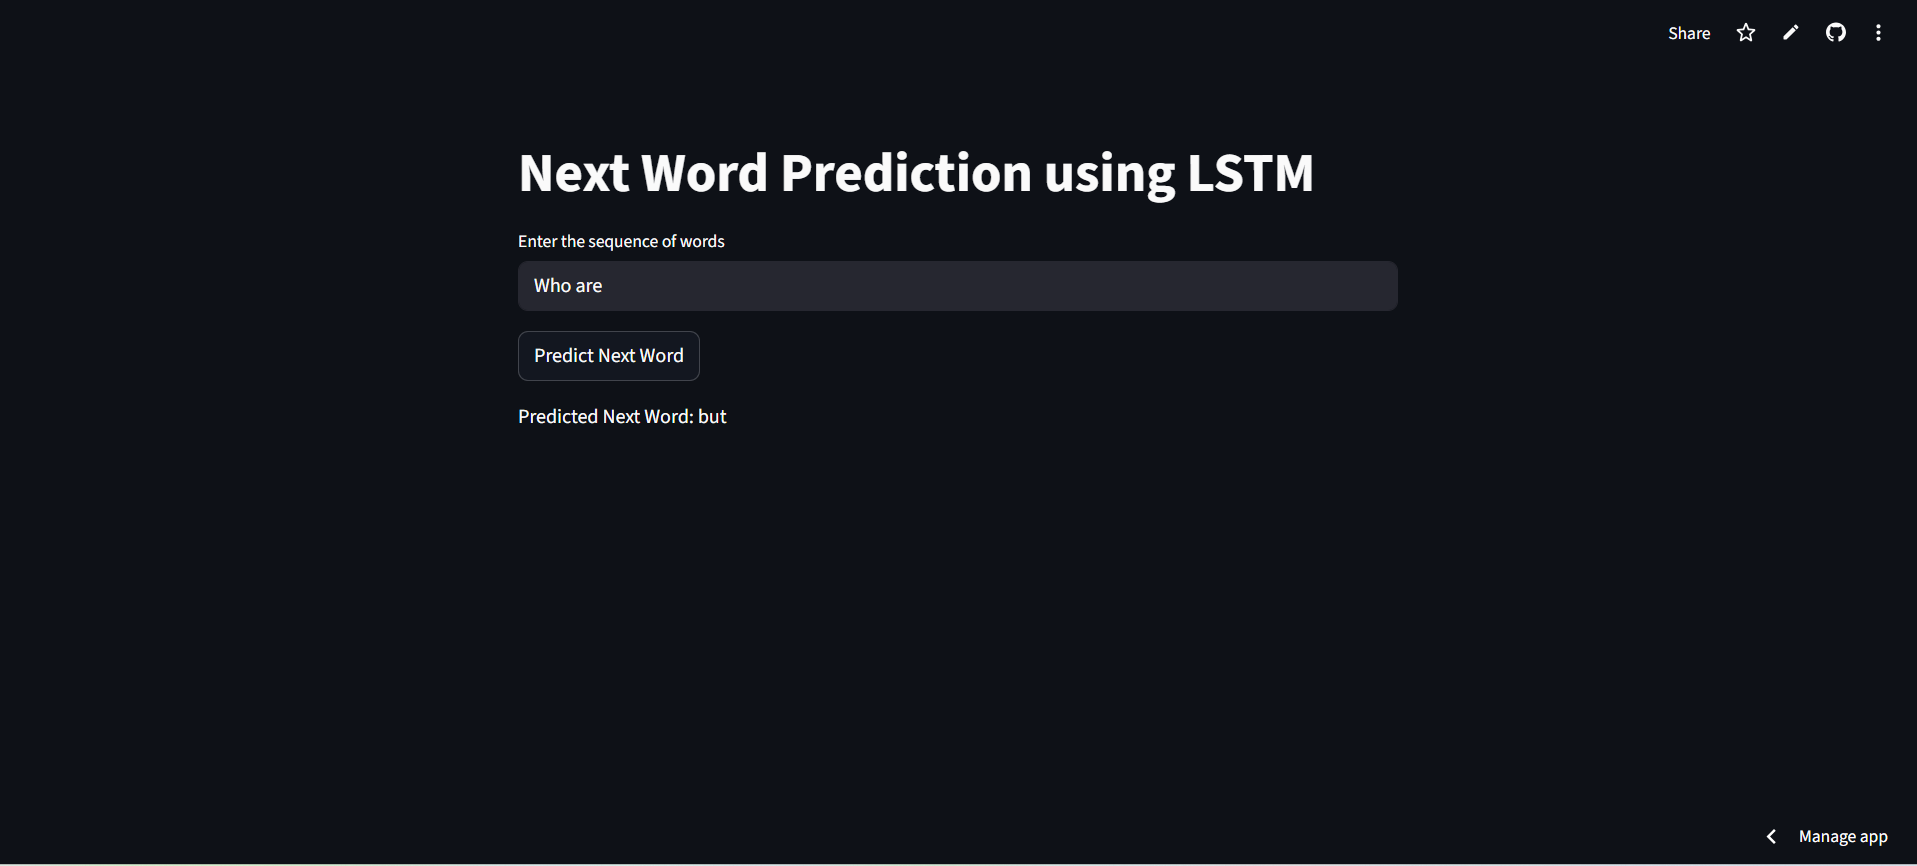 Share
Next Word Prediction using LSTM
Enter the sequence of words
Who are
Predict Next Word
Predicted Next Word: but
Manage app